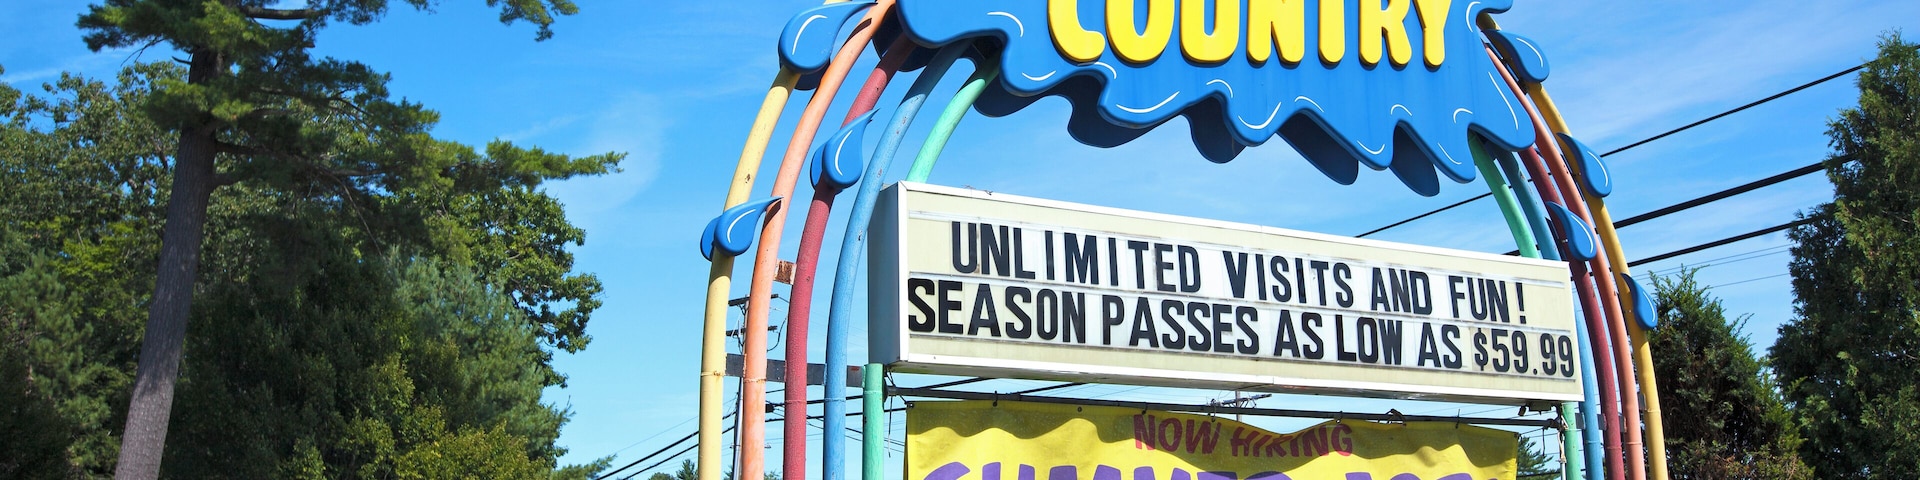 COUNTRY
UNLIMITED VISITS AND FUN!
SEASON PASSES AS LOW AS $59.99
NOW HIRING